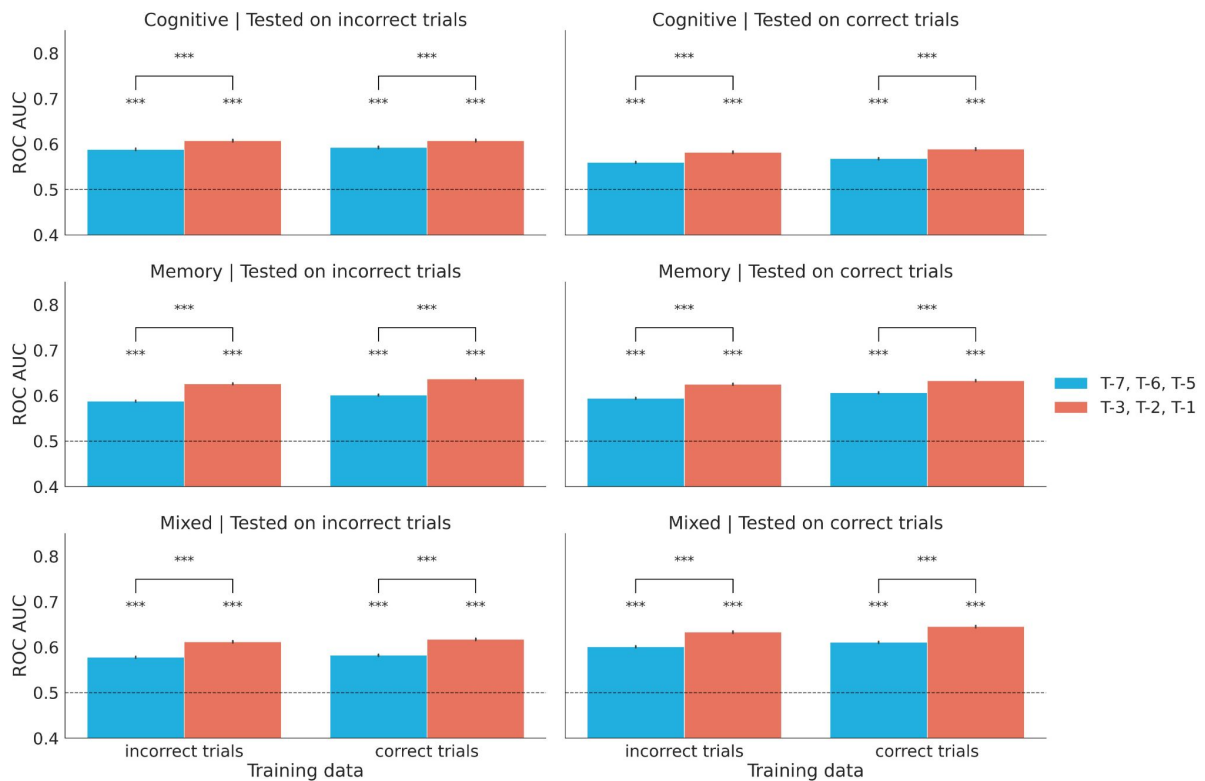 Cognitive | Tested on incorrect trials
Cognitive | Tested on correct trials
ROC AUC
0.8
0.7
0.6
0.5
0.4
***
***
*** *** *** ***
***
***
*** *** *** ***
Memory | Tested on incorrect trials
Memory | Tested on correct trials
ROC AUC
0.8
0.7
0.6
0.5
0.4
***
***
*** *** *** ***
***
***
*** *** *** ***
T-7, T-6, T-5
T-3, T-2, T-1
Mixed | Tested on incorrect trials
Mixed | Tested on correct trials
ROC AUC
0.8
0.7
0.6
0.5
0.4
***
***
*** *** *** ***
***
***
*** *** *** ***
incorrect trials
correct trials
Training data
incorrect trials
correct trials
Training data